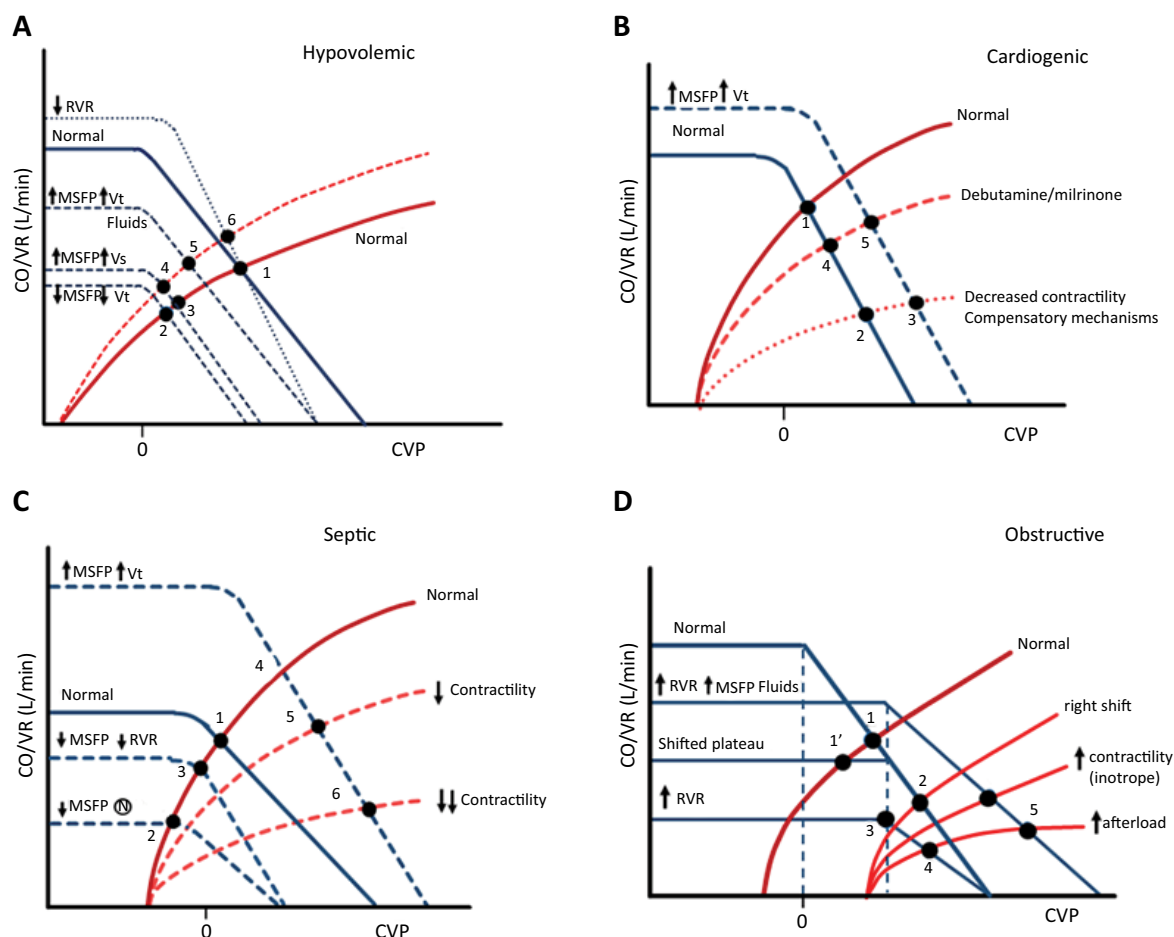 A
Hypovolemic
↓ RVR
Normal
↑MSFP ↑Vt
Fluids
↑MSFP ↑Vs
↓MSFP ↓ Vt
Normal
1
2
3
4
5
6
CO/VR (L/min)
0
CVP
B
Cardiogenic
↑MSFP ↑ Vt
Normal
Normal
Debutamine/milrinone
Decreased contractility
Compensatory mechanisms
1
2
3
4
5
CO/VR (L/min)
0
CVP
C
Septic
↑MSFP ↑Vt
Normal
Normal
↓MSFP ↓RVR
↓MSFP Ⓝ
↓ Contractility
↓↓ Contractility
1
2
3
4
5
6
CO/VR (L/min)
0
CVP
D
Obstructive
Normal
↑ RVR ↑MSFP Fluids
Shifted plateau
↑ RVR
Normal
right shift
↑ contractility
(inotrope)
↑afterload
1
1’
2
3
4
5
CO/VR (L/min)
0
CVP